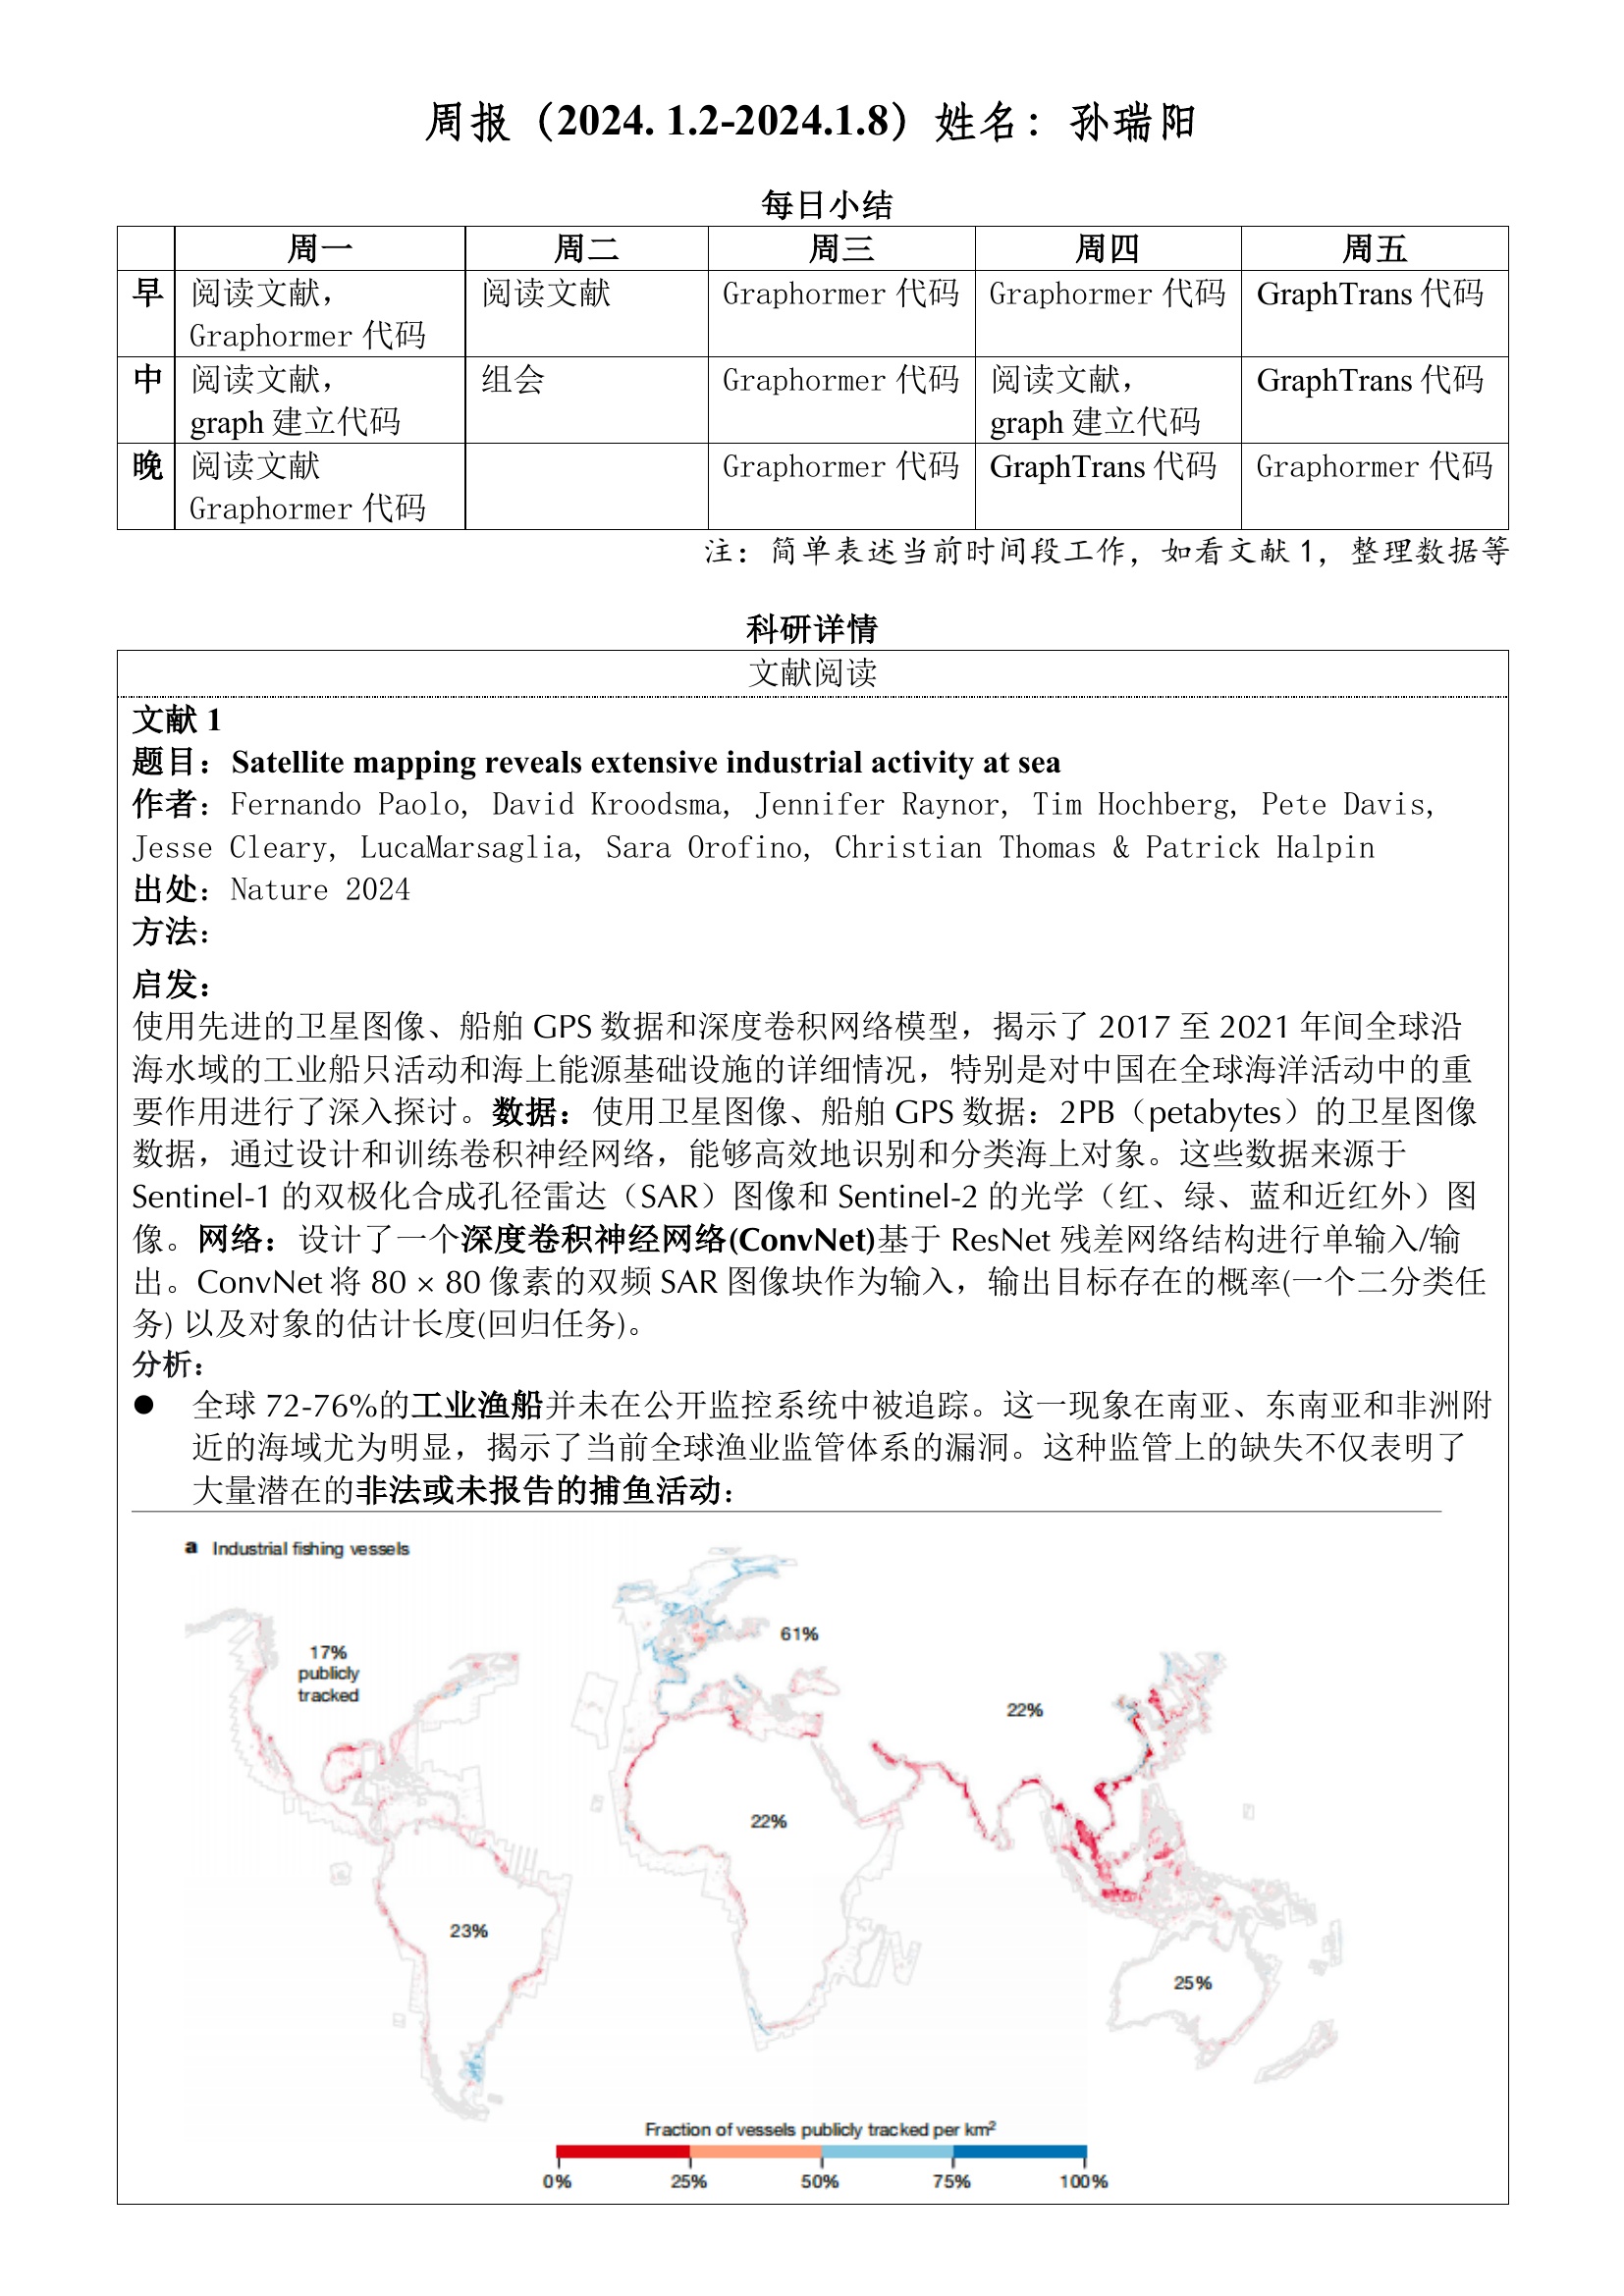 周报（2024. 1.2-2024.1.8）姓名：孙瑞阳
每日小结
周一 周二 周三 周四 周五
早 阅读文献， 阅读文献 Graphormer 代码 Graphormer 代码 GraphTrans 代码
Graphormer 代码
中 阅读文献， 组会 Graphormer 代码 阅读文献， GraphTrans 代码
graph 建立代码 graph 建立代码
晚 阅读文献 Graphormer 代码 GraphTrans 代码 Graphormer 代码
Graphormer 代码
注：简单表述当前时间段工作，如看文献 1，整理数据等
科研详情
文献阅读
文献 1
题目：Satellite mapping reveals extensive industrial activity at sea
作者：Fernando Paolo, David Kroodsma, Jennifer Raynor, Tim Hochberg, Pete Davis,
Jesse Cleary, LucaMarsaglia, Sara Orofino, Christian Thomas & Patrick Halpin
出处：Nature 2024
方法：
启发：
使用先进的卫星图像、船舶 GPS 数据和深度卷积网络模型，揭示了 2017 至 2021 年间全球沿
海水域的工业船只活动和海上能源基础设施的详细情况，特别是对中国在全球海洋活动中的重
要作用进行了深入探讨。数据：使用卫星图像、船舶 GPS 数据：2PB（petabytes）的卫星图像
数据，通过设计和训练卷积神经网络，能够高效地识别和分类海上对象。这些数据来源于
Sentinel-1 的双极化合成孔径雷达（SAR）图像和 Sentinel-2 的光学（红、绿、蓝和近红外）图
像。网络：设计了一个深度卷积神经网络(ConvNet)基于 ResNet 残差网络结构进行单输入/输
出。ConvNet 将 80 × 80 像素的双频 SAR 图像块作为输入，输出目标存在的概率(一个二分类任
务) 以及对象的估计长度(回归任务)。
分析：
● 全球 72-76%的工业渔船并未在公开监控系统中被追踪。这一现象在南亚、东南亚和非洲附
近的海域尤为明显，揭示了当前全球渔业监管体系的漏洞。这种监管上的缺失不仅表明了
大量潜在的非法或未报告的捕鱼活动：
a Industrial fishing vessels
61%
17%
publicly
tracked
22%
22%
23%
25%
Fraction of vessels publicly tracked per km²
0% 25% 50% 75% 100%